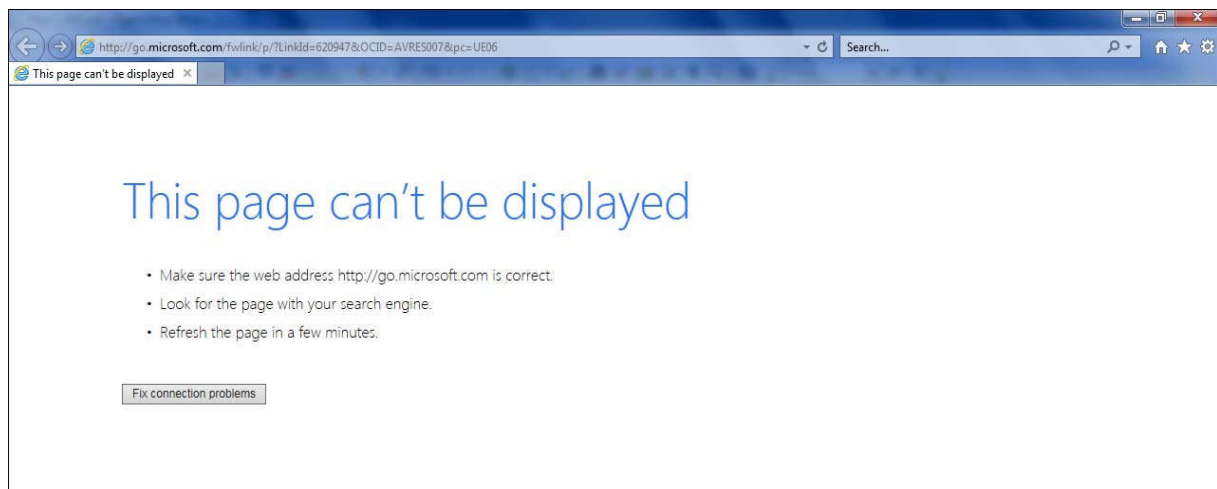 http://go.microsoft.com/fwlink/p/?LinkId=620947&OCID=AVRES007&pc=UE06
Search...
This page can't be displayed
This page can't be displayed
• Make sure the web address http://go.microsoft.com is correct.
• Look for the page with your search engine.
• Refresh the page in a few minutes.
Fix connection problems